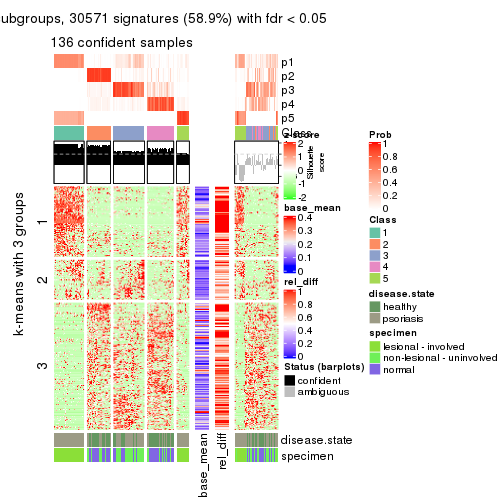 ubgroups, 30571 signatures (58.9%) with fdr < 0.05
136 confident samples
p1
p2
p3
p4
p5
Class
1
2
3
k-means with 3 groups
disease.state
specimen
base_mean
rel_diff
z-score
2
1
0
-1
-2
Silhouette
score
base_mean
0.4
0.3
0.2
0.1
0
rel_diff
1
0.8
0.6
0.4
0.2
0
Status (barplots)
confident
ambiguous
Prob
1
0.8
0.6
0.4
0.2
0
Class
1
2
3
4
5
disease.state
healthy
psoriasis
specimen
lesional - involved
non-lesional - uninvolved
normal